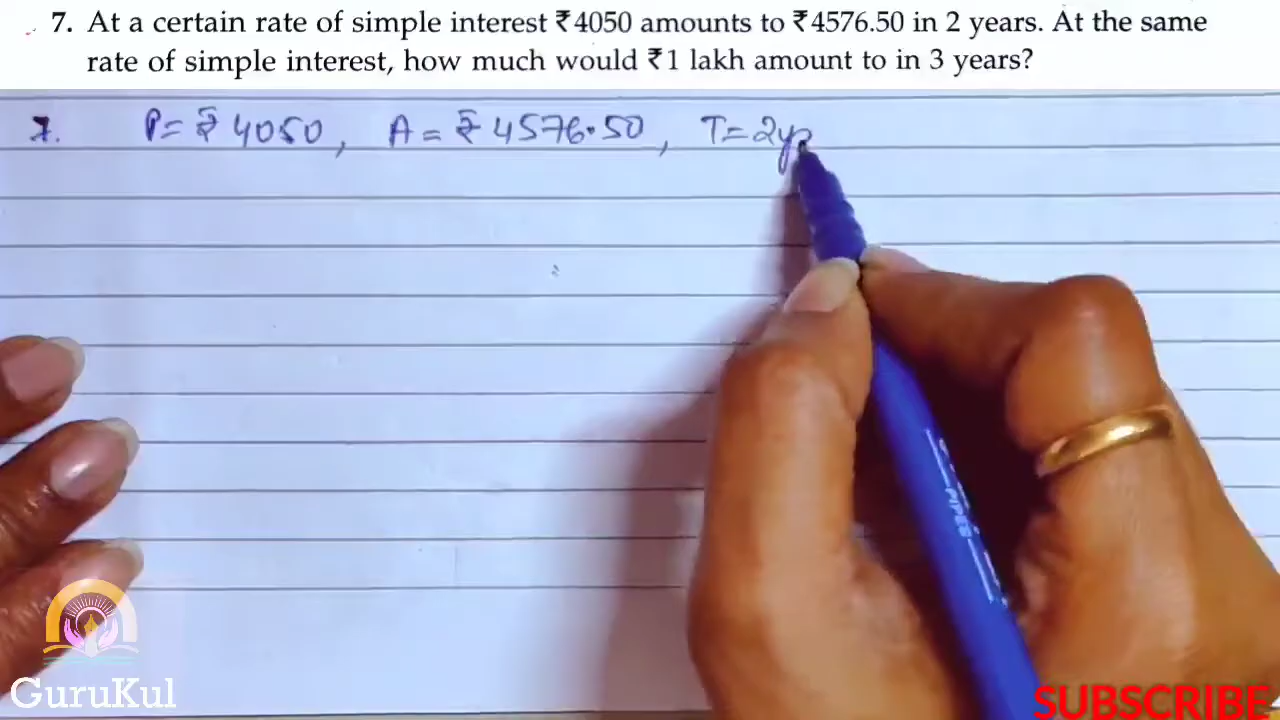 7. At a certain rate of simple interest ₹4050 amounts to ₹4576.50 in 2 years. At the same
rate of simple interest, how much would ₹1 lakh amount to in 3 years?
7. P = ₹ 4050, A = ₹ 4576.50, T = 2y
PIPER
GuruKul
SUBSCRIBE